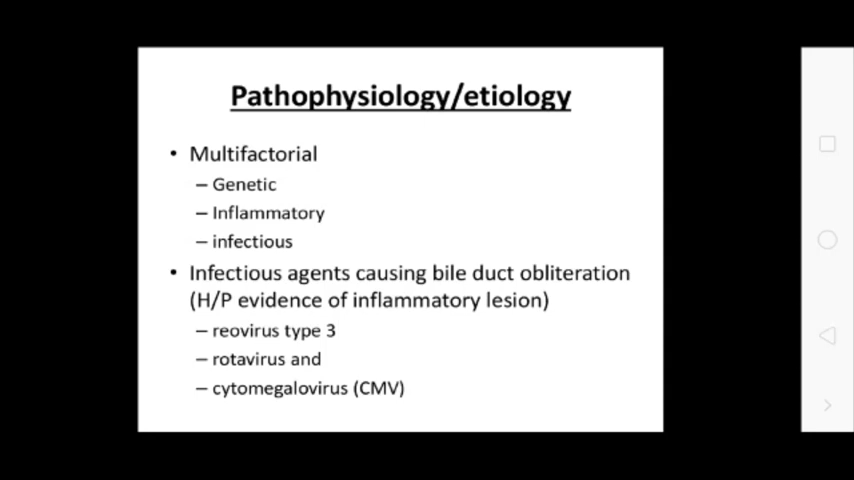 Pathophysiology/etiology
• Multifactorial
– Genetic
– Inflammatory
– infectious
• Infectious agents causing bile duct obliteration
(H/P evidence of inflammatory lesion)
– reovirus type 3
– rotavirus and
– cytomegalovirus (CMV)